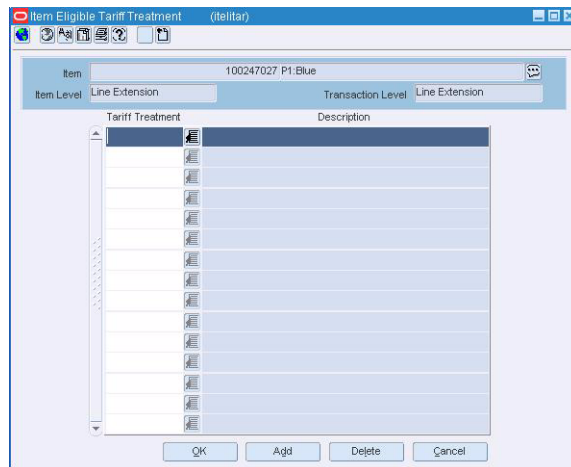 Item Eligible Tariff Treatment (itelitar)
Item 100247027 P1:Blue
Item Level Line Extension Transaction Level Line Extension
Tariff Treatment Description
OK Add Delete Cancel